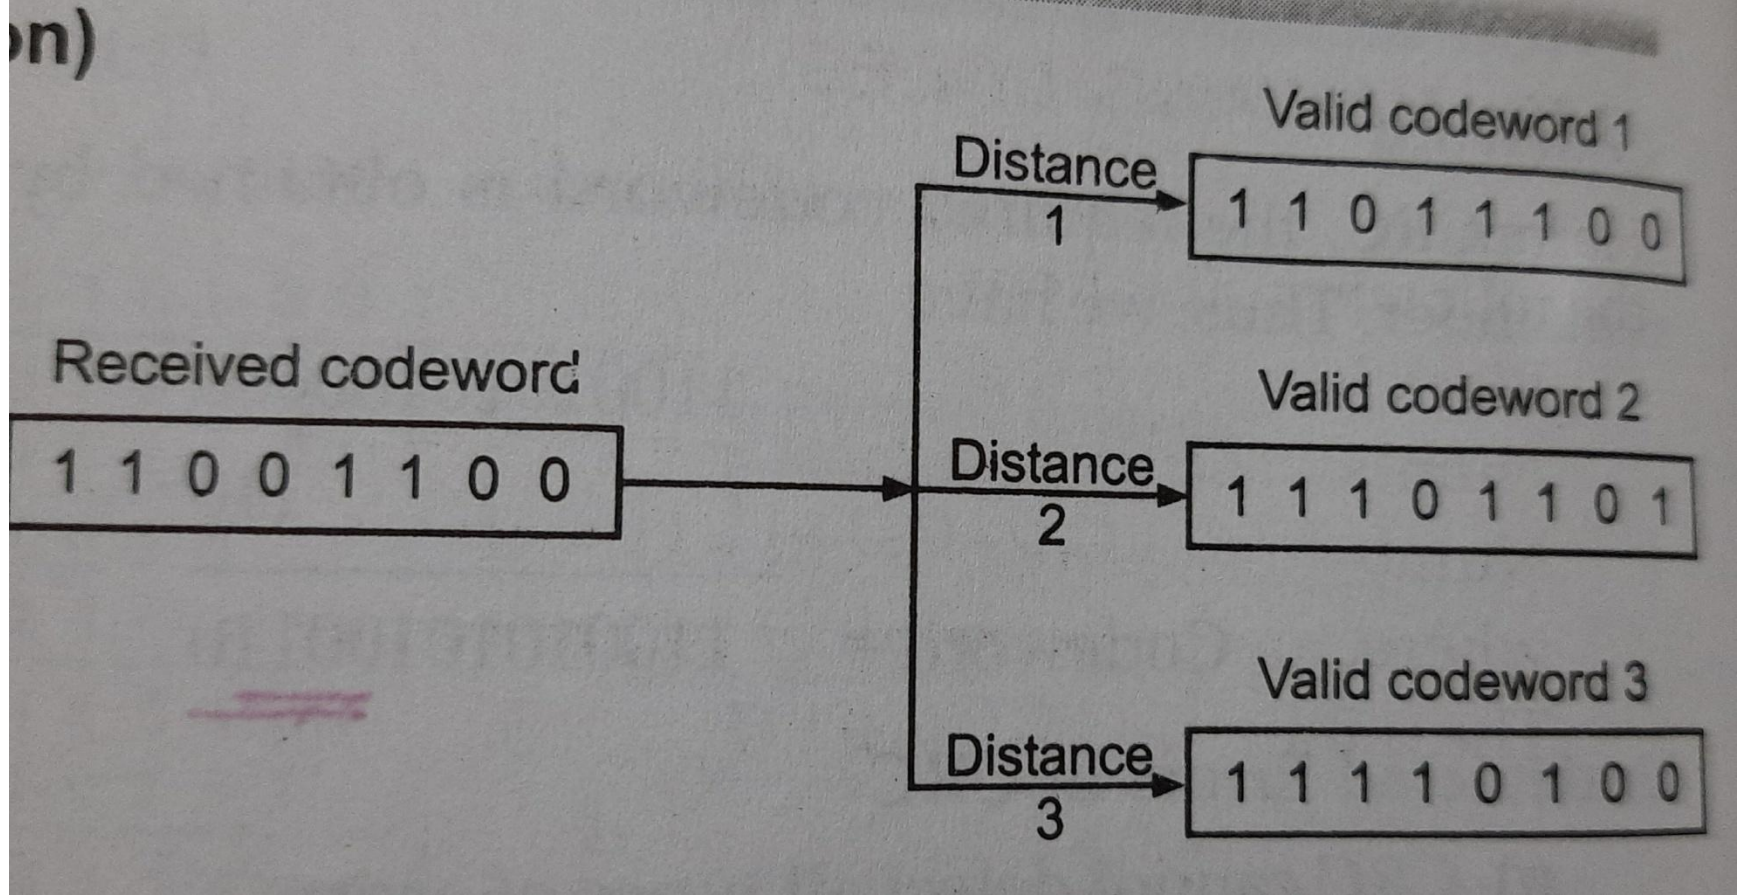 on)
Valid codeword 1
Distance
1
1 1 0 1 1 1 0 0
Received codeword
1 1 0 0 1 1 0 0
Valid codeword 2
Distance
2
1 1 1 0 1 1 0 1
Valid codeword 3
Distance
3
1 1 1 1 0 1 0 0